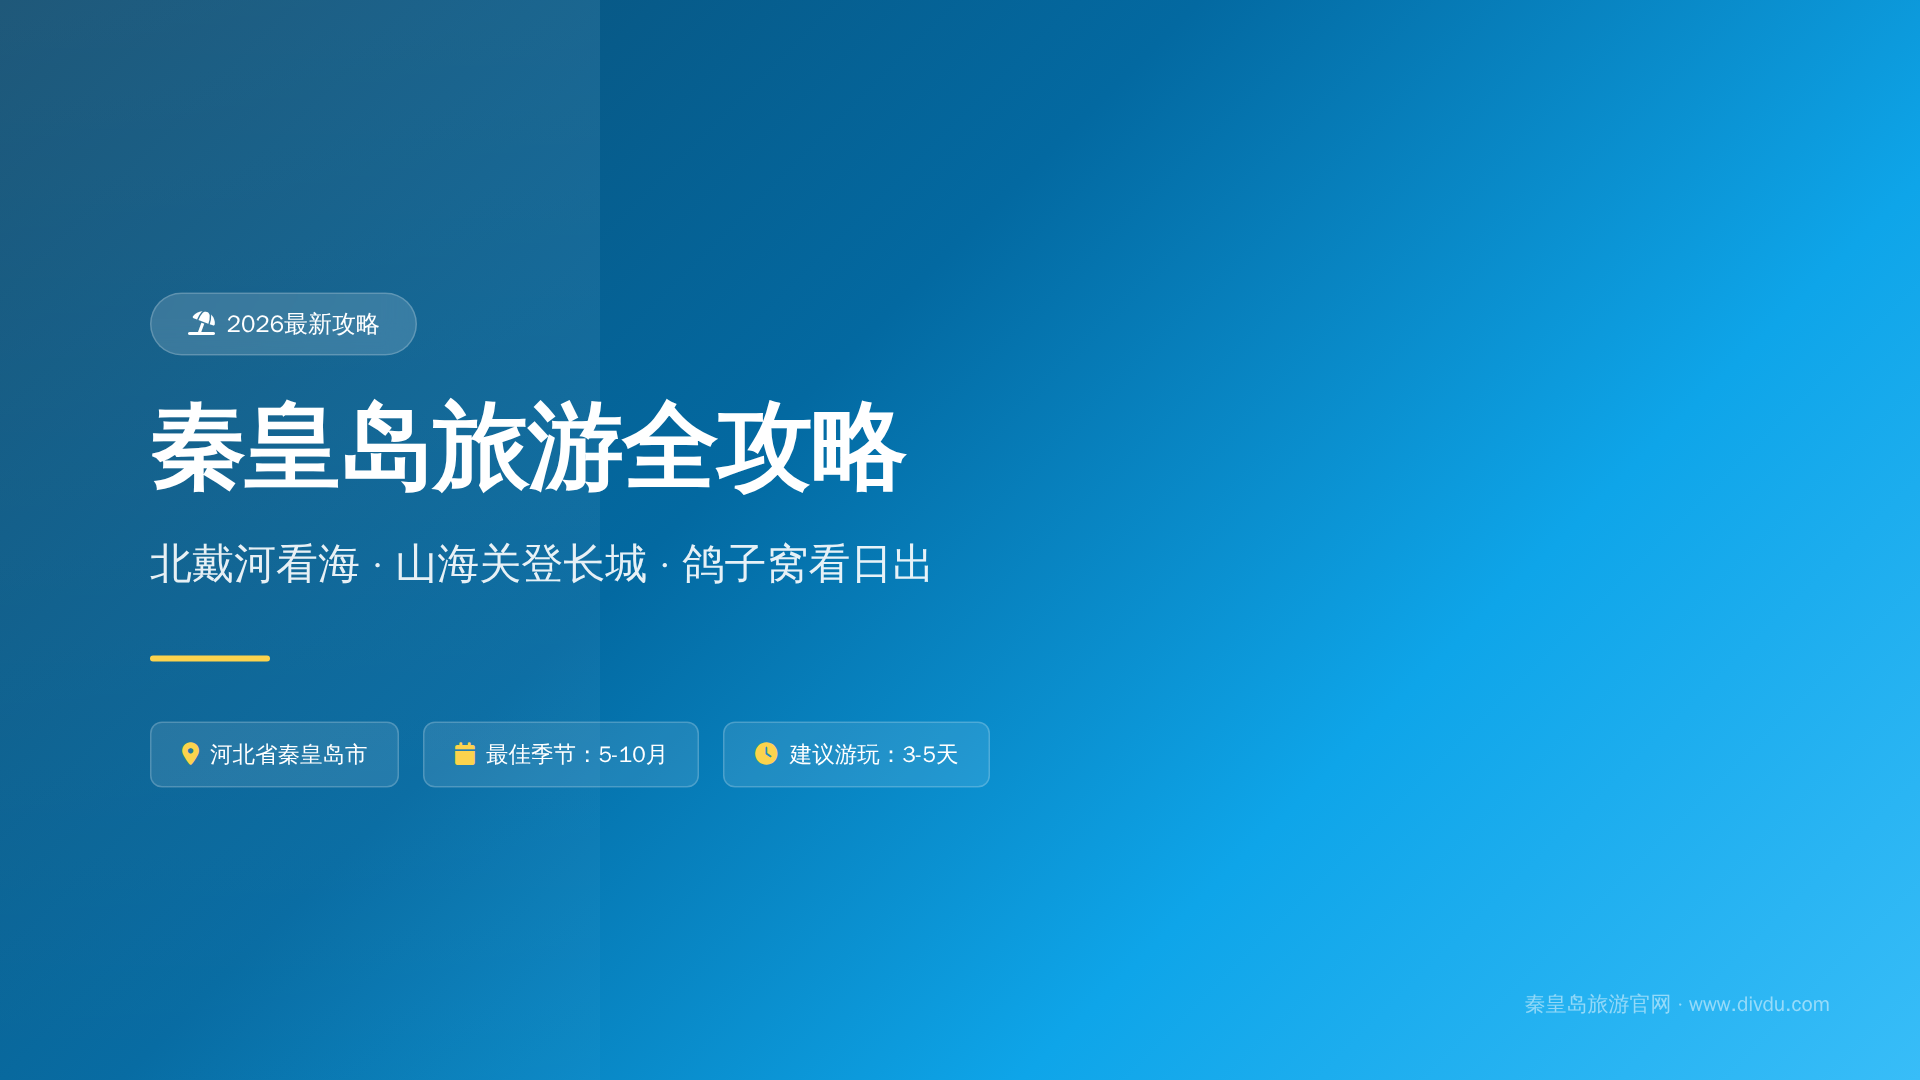 2026最新攻略
秦皇岛旅游全攻略
北戴河看海 · 山海关登长城 · 鸽子窝看日出
河北省秦皇岛市
最佳季节：5-10月
建议游玩：3-5天
秦皇岛旅游官网 · www.divdu.com